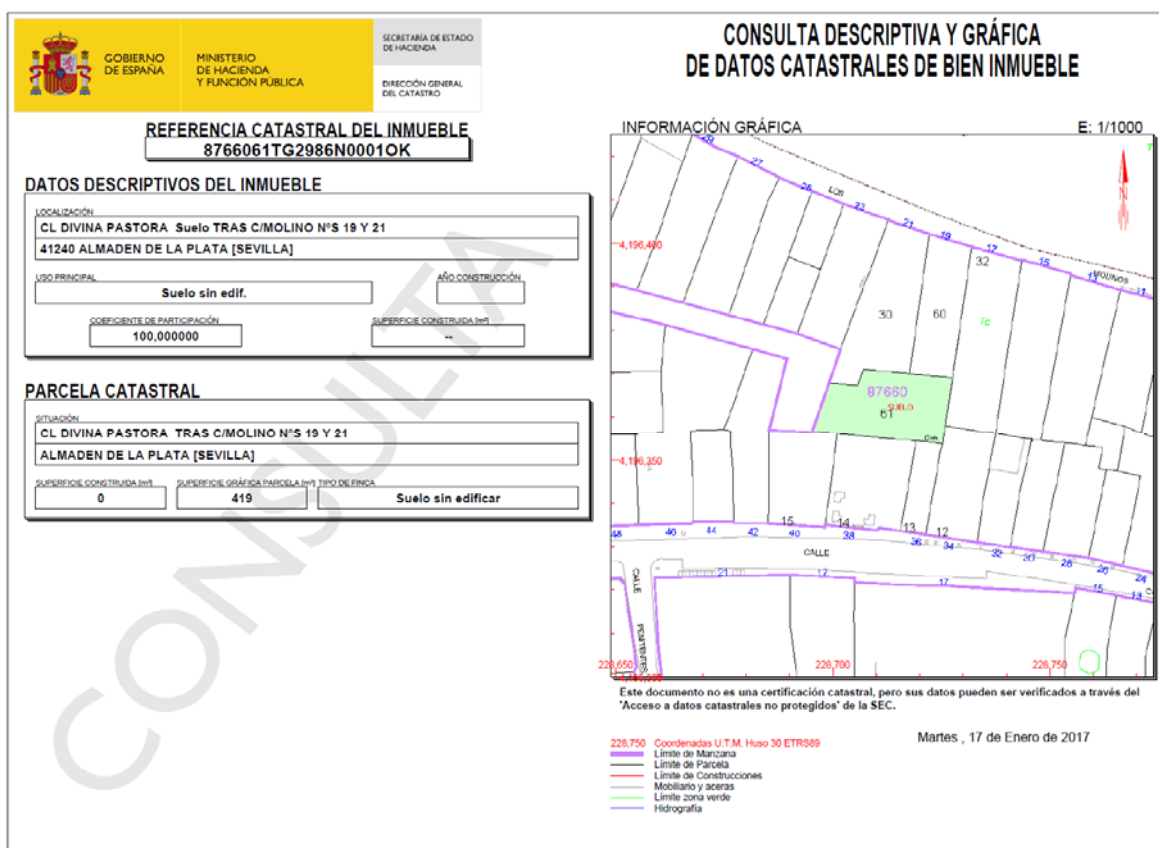 GOBIERNO
DE ESPAÑA
MINISTERIO
DE HACIENDA
Y FUNCIÓN PÚBLICA
SECRETARÍA DE ESTADO
DE HACIENDA
DIRECCIÓN GENERAL
DEL CATASTRO
CONSULTA DESCRIPTIVA Y GRÁFICA
DE DATOS CATASTRALES DE BIEN INMUEBLE
REFERENCIA CATASTRAL DEL INMUEBLE
8766061TG2986N0001OK
DATOS DESCRIPTIVOS DEL INMUEBLE
LOCALIZACIÓN
CL DIVINA PASTORA Suelo TRAS C/MOLINO NºS 19 Y 21
41240 ALMADEN DE LA PLATA [SEVILLA]
USO PRINCIPAL
Suelo sin edif.
AÑO CONSTRUCCIÓN
COEFICIENTE DE PARTICIPACIÓN
100,000000
SUPERFICIE CONSTRUIDA [m²]
--
PARCELA CATASTRAL
SITUACIÓN
CL DIVINA PASTORA TRAS C/MOLINO NºS 19 Y 21
ALMADEN DE LA PLATA [SEVILLA]
SUPERFICIE CONSTRUIDA [m²]
0
SUPERFICIE GRÁFICA PARCELA [m²]
419
TIPO DE FINCA
Suelo sin edificar
CONSULTA
INFORMACIÓN GRÁFICA E: 1/1000
29 27 25 LOS 23 21 19 17 15 13 MOLINOS 11
N
4,196,400
32
30 60 TC
87660
SUELO
61
4,196,350
15 14 13 12
48 46 44 42 40 38 36 34 32 30 28 26 24
CALLE
21 17 17 15 13
CALLE PENITENTES
228,650 228,700 228,750
4,196,300
Este documento no es una certificación catastral, pero sus datos pueden ser verificados a través del
'Acceso a datos catastrales no protegidos' de la SEC.
228,750 Coordenadas U.T.M. Huso 30 ETRS89
Límite de Manzana
Límite de Parcela
Límite de Construcciones
Mobiliario y aceras
Límite zona verde
Hidrografía
Martes , 17 de Enero de 2017